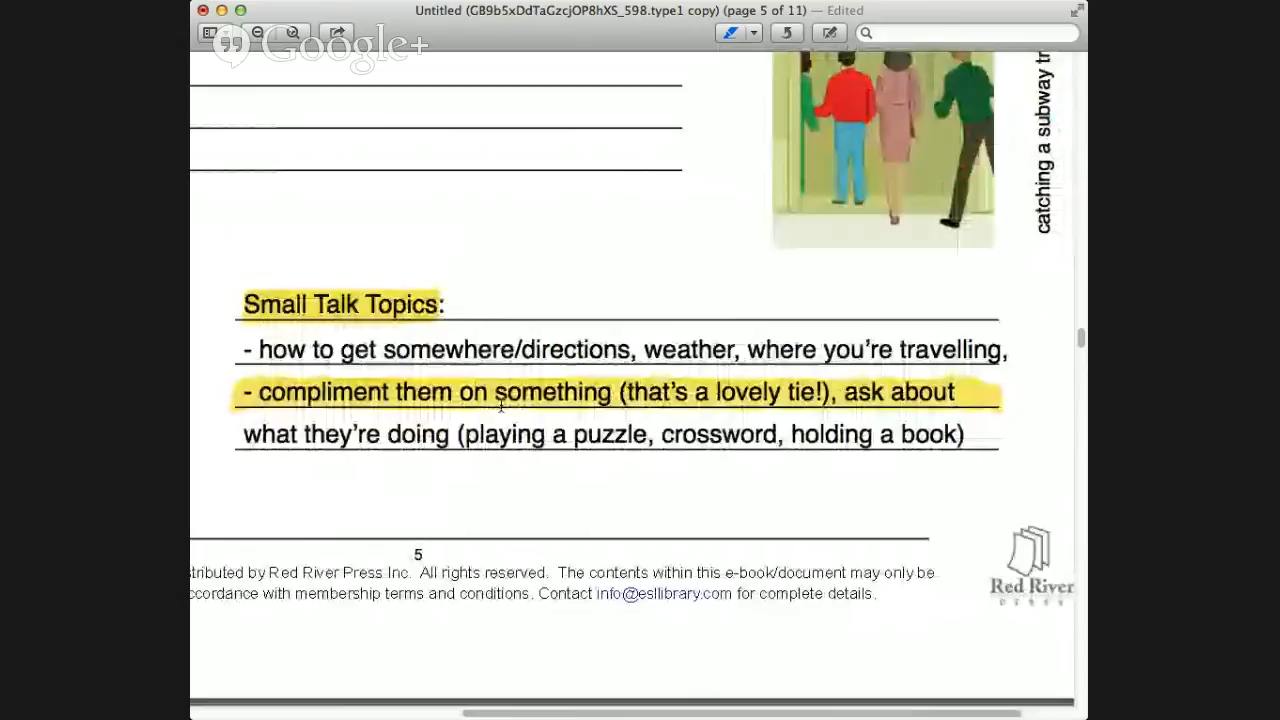 Untitled (GB9b5xDdTaGzcjOP8hXS_598.type1 copy) (page 5 of 11) — Edited
Google+
catching a subway tr
Small Talk Topics:
- how to get somewhere/directions, weather, where you're travelling,
- compliment them on something (that's a lovely tie!), ask about
what they're doing (playing a puzzle, crossword, holding a book)
5
stributed by Red River Press Inc. All rights reserved. The contents within this e-book/document may only be
ccordance with membership terms and conditions. Contact info@esllibrary.com for complete details.
Red River
PRESS